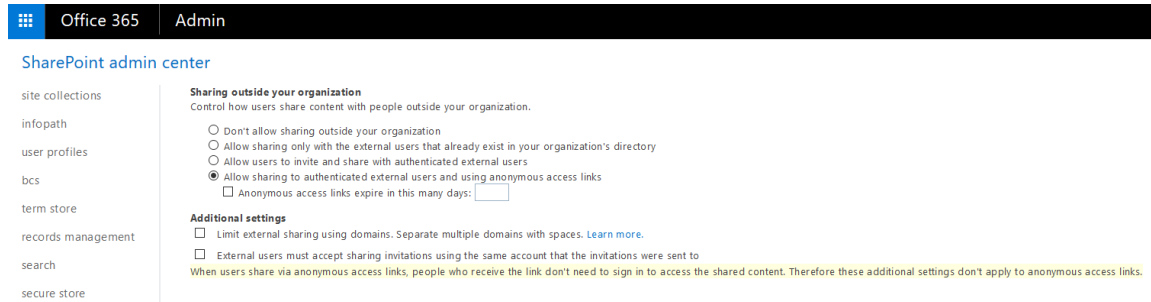 Office 365 Admin
SharePoint admin center
site collections
infopath
user profiles
bcs
term store
records management
search
secure store
Sharing outside your organization
Control how users share content with people outside your organization.
Don't allow sharing outside your organization
Allow sharing only with the external users that already exist in your organization's directory
Allow users to invite and share with authenticated external users
Allow sharing to authenticated external users and using anonymous access links
Anonymous access links expire in this many days:
Additional settings
Limit external sharing using domains. Separate multiple domains with spaces. Learn more.
External users must accept sharing invitations using the same account that the invitations were sent to
When users share via anonymous access links, people who receive the link don't need to sign in to access the shared content. Therefore these additional settings don't apply to anonymous access links.